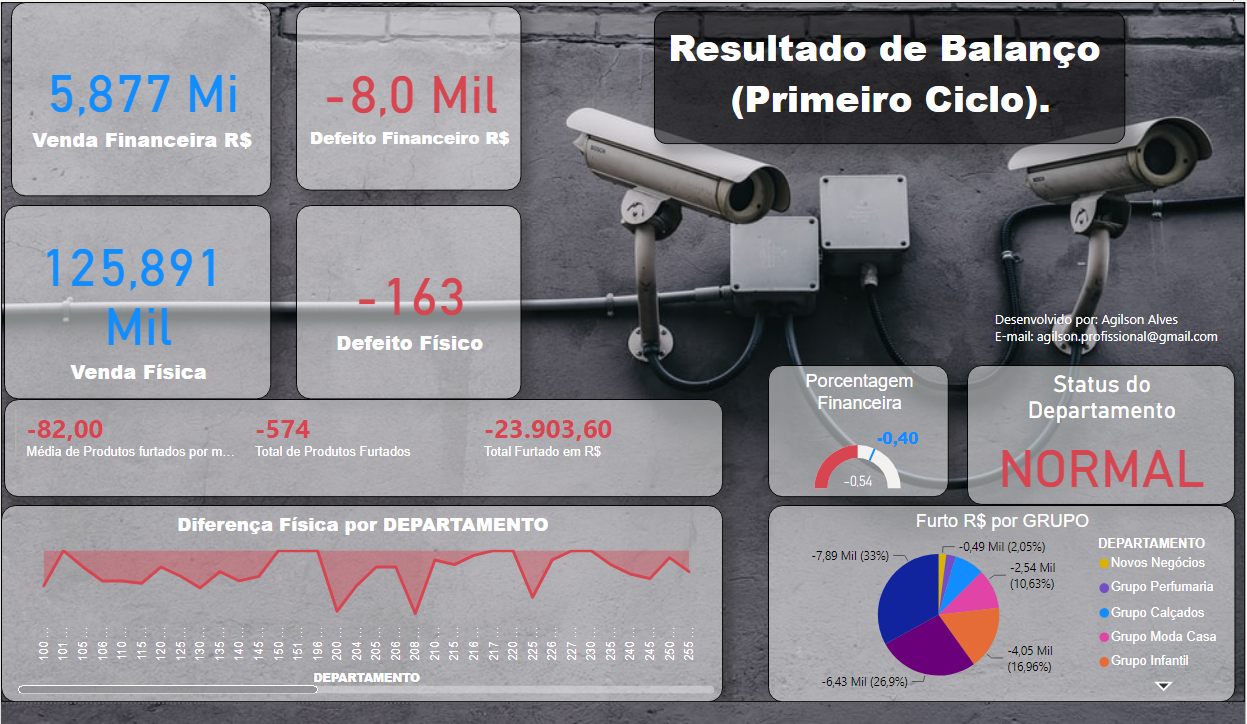 5,877 Mi
Venda Financeira R$
-8,0 Mil
Defeito Financeiro R$
Resultado de Balanço
(Primeiro Ciclo).
BOSCH
125,891
Mil
Venda Física
-163
Defeito Físico
Desenvolvido por: Agilson Alves
E-mail: agilson.profissional@gmail.com
-82,00
Média de Produtos furtados por m...
-574
Total de Produtos Furtados
-23.903,60
Total Furtado em R$
Porcentagem
Financeira
-0,40
-0,54
Status do
Departamento
NORMAL
Diferença Física por DEPARTAMENTO
100 ...
101 ...
105 ...
106 ...
110 ...
115 ...
120 ...
125 ...
130 ...
135 ...
140 ...
145 ...
150 ...
151 ...
196 ...
200 ...
204 ...
205 ...
206 ...
208 ...
210 ...
215 ...
216 ...
217 ...
220 ...
225 ...
226 ...
227 ...
230 ...
235 ...
240 ...
245 ...
250 ...
255 ...
DEPARTAMENTO
Furto R$ por GRUPO
-7,89 Mil (33%)
-0,49 Mil (2,05%)
-2,54 Mil
(10,63%)
-4,05 Mil
(16,96%)
-6,43 Mil (26,9%)
DEPARTAMENTO
Novos Negócios
Grupo Perfumaria
Grupo Calçados
Grupo Moda Casa
Grupo Infantil